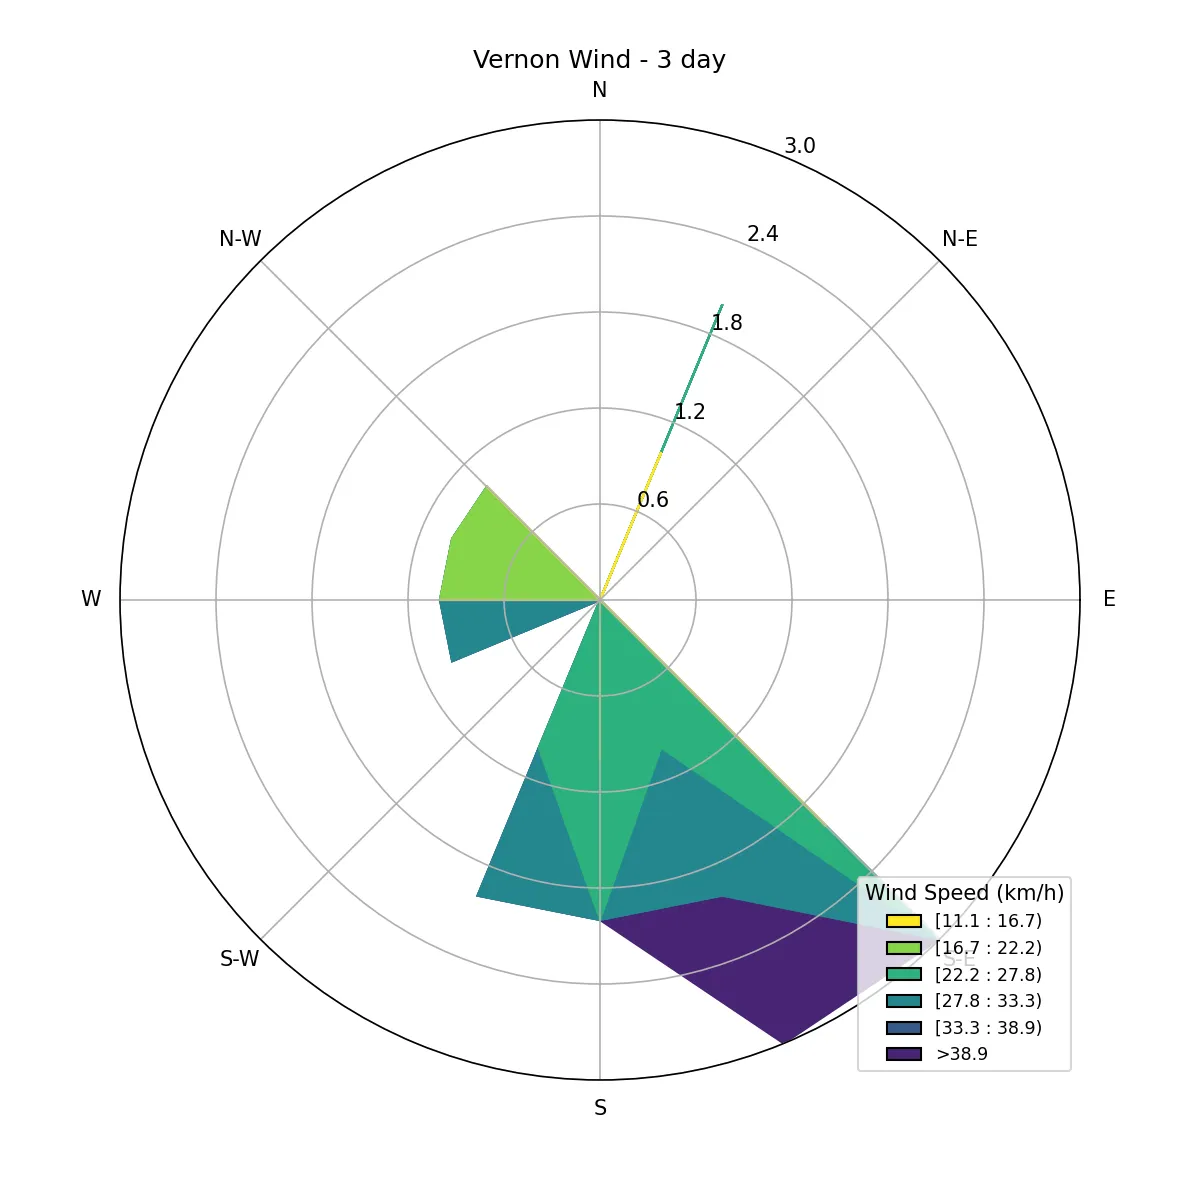 Vernon Wind - 3 day
N
3.0
2.4
N-W
N-E
1.8
1.2
0.6
W
E
Wind Speed (km/h)
[11.1 : 16.7)
[16.7 : 22.2)
[22.2 : 27.8)
[27.8 : 33.3)
[33.3 : 38.9)
>38.9
S-W
S-E
S